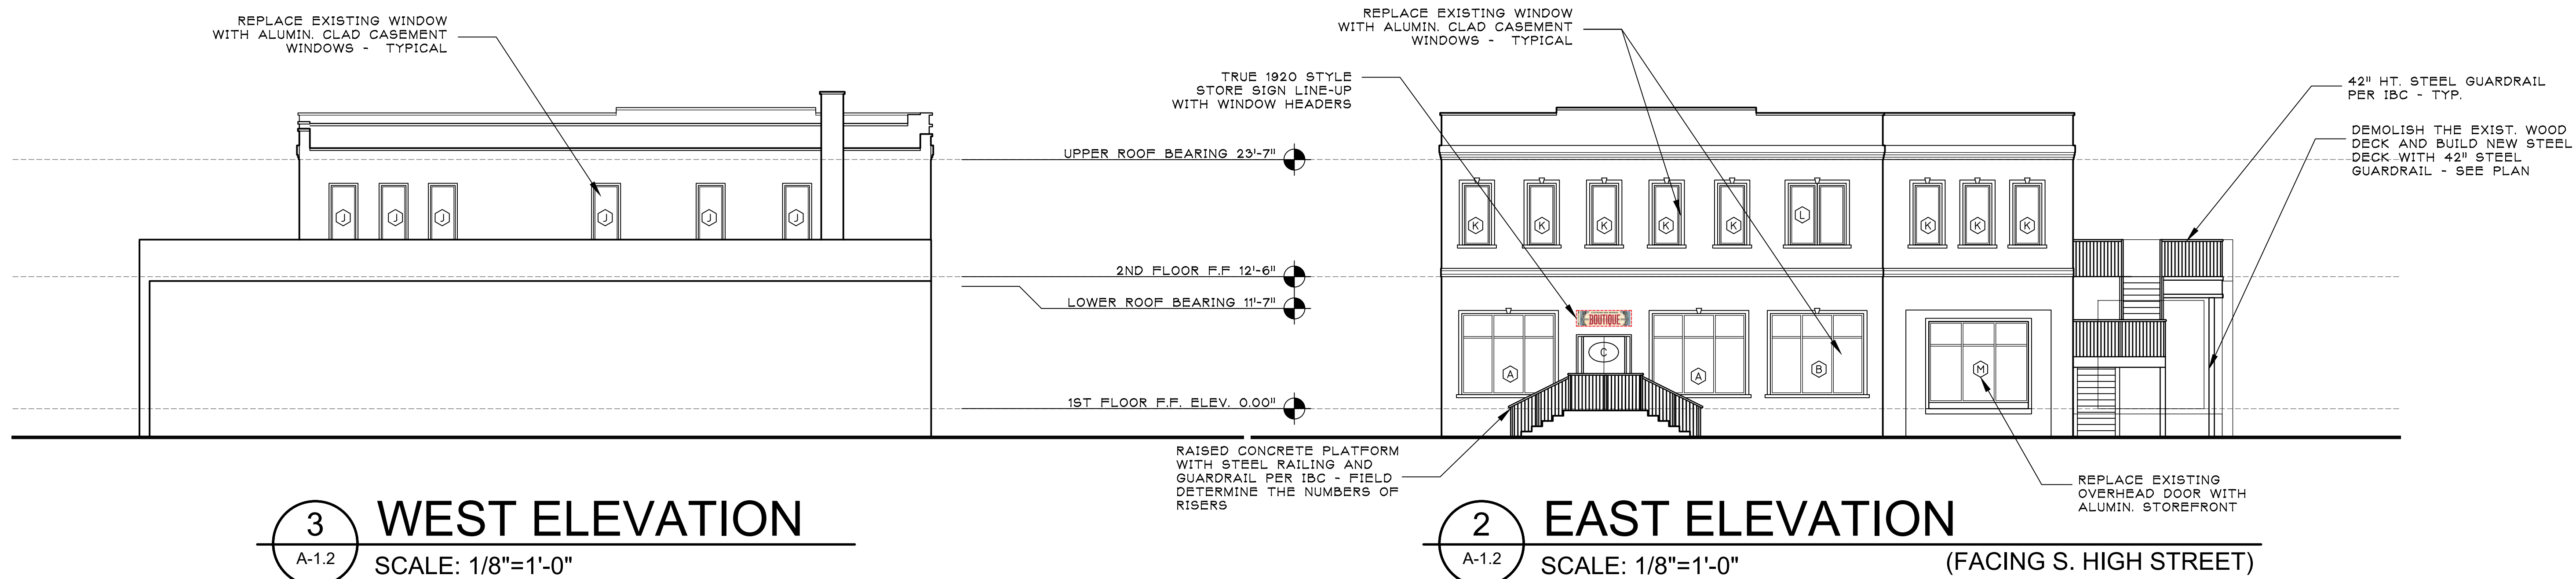 REPLACE EXISTING WINDOW
WITH ALUMIN. CLAD CASEMENT
WINDOWS - TYPICAL
J
J
J
J
J
J
3
A-1.2
WEST ELEVATION
SCALE: 1/8"=1'-0"
UPPER ROOF BEARING 23'-7"
2ND FLOOR F.F 12'-6"
LOWER ROOF BEARING 11'-7"
1ST FLOOR F.F. ELEV. 0.00"
REPLACE EXISTING WINDOW
WITH ALUMIN. CLAD CASEMENT
WINDOWS - TYPICAL
TRUE 1920 STYLE
STORE SIGN LINE-UP
WITH WINDOW HEADERS
42" HT. STEEL GUARDRAIL
PER IBC - TYP.
DEMOLISH THE EXIST. WOOD
DECK AND BUILD NEW STEEL
DECK WITH 42" STEEL
GUARDRAIL - SEE PLAN
K
K
K
K
K
L
K
K
K
BOUTIQUE
A
C
A
B
M
RAISED CONCRETE PLATFORM
WITH STEEL RAILING AND
GUARDRAIL PER IBC - FIELD
DETERMINE THE NUMBERS OF
RISERS
REPLACE EXISTING
OVERHEAD DOOR WITH
ALUMIN. STOREFRONT
2
A-1.2
EAST ELEVATION
SCALE: 1/8"=1'-0"
(FACING S. HIGH STREET)